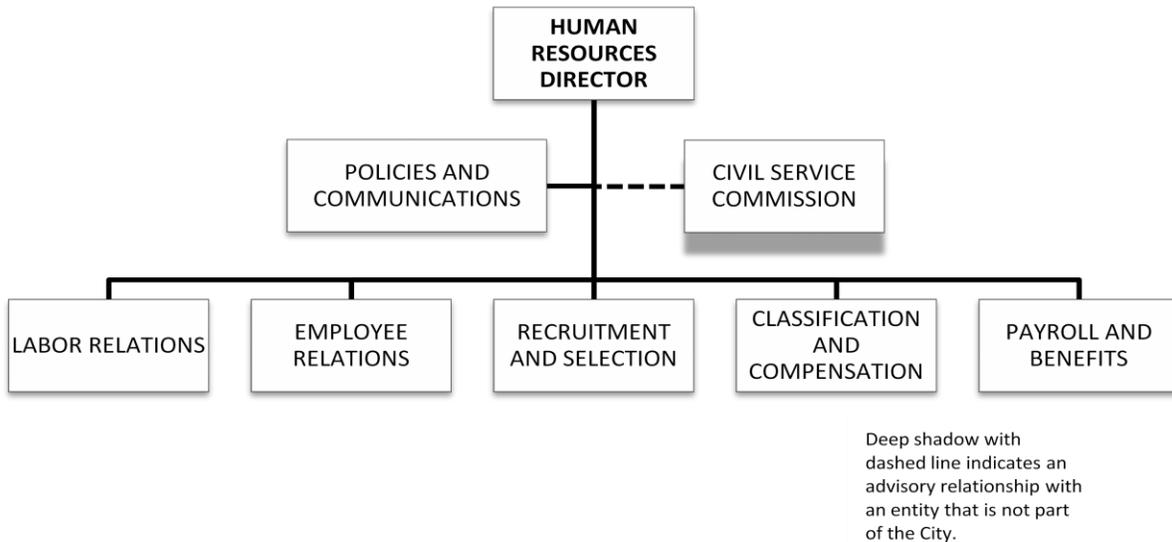 HUMAN
RESOURCES
DIRECTOR
POLICIES AND
COMMUNICATIONS
CIVIL SERVICE
COMMISSION
LABOR RELATIONS
EMPLOYEE
RELATIONS
RECRUITMENT
AND SELECTION
CLASSIFICATION
AND
COMPENSATION
PAYROLL AND
BENEFITS
Deep shadow with
dashed line indicates an
advisory relationship with
an entity that is not part
of the City.